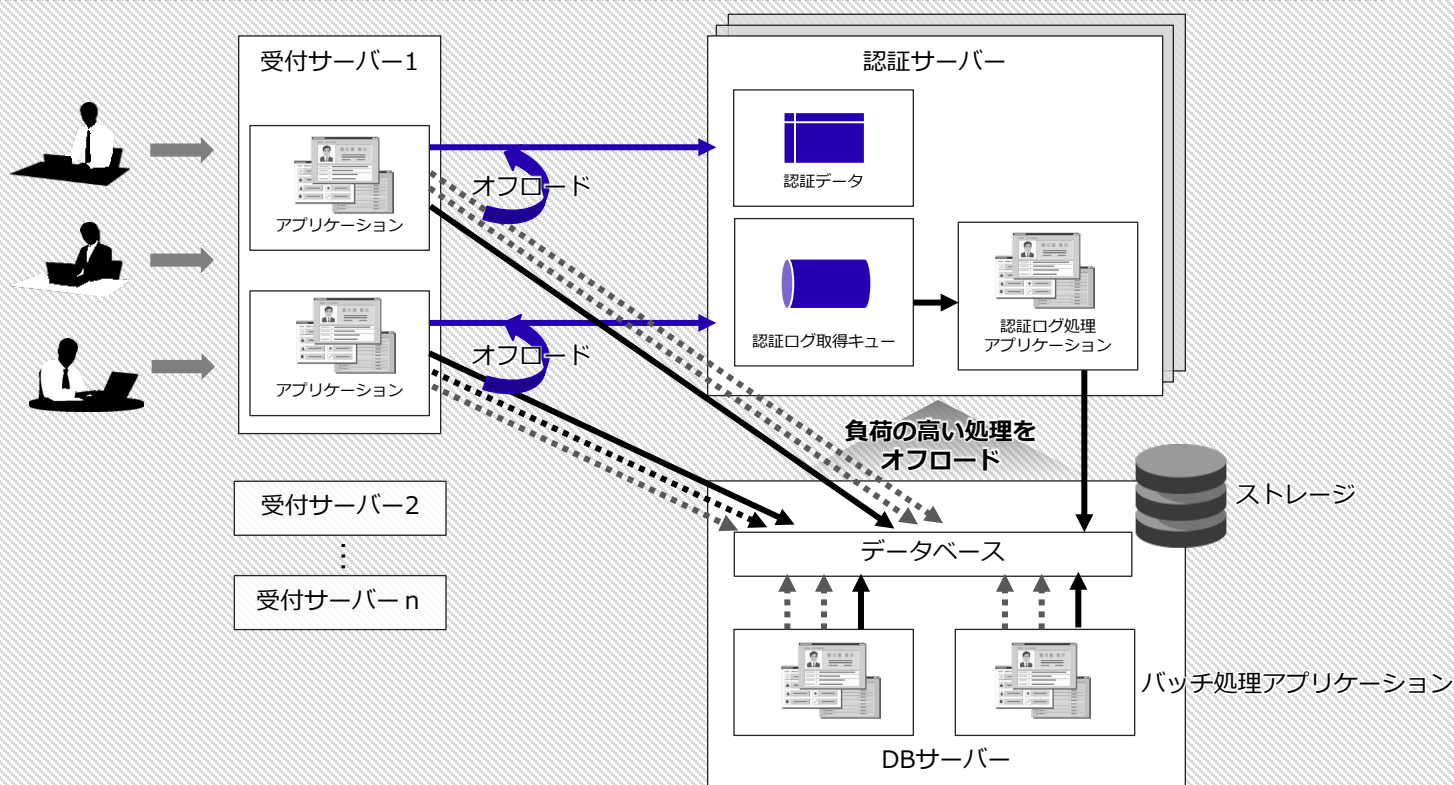 受付サーバー1
アプリケーション
アプリケーション
オフロード
オフロード
受付サーバー2
受付サーバーn
認証サーバー
認証データ
認証ログ取得キュー
認証ログ処理
アプリケーション
負荷の高い処理を
オフロード
ストレージ
データベース
バッチ処理アプリケーション
DBサーバー